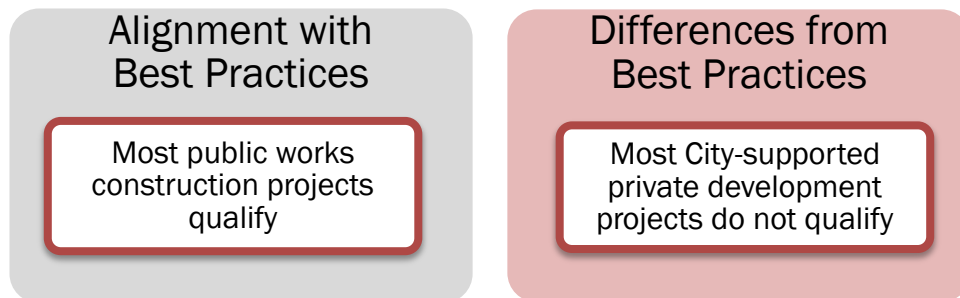 Alignment with
Best Practices
Most public works
construction projects
qualify
Differences from
Best Practices
Most City-supported
private development
projects do not qualify